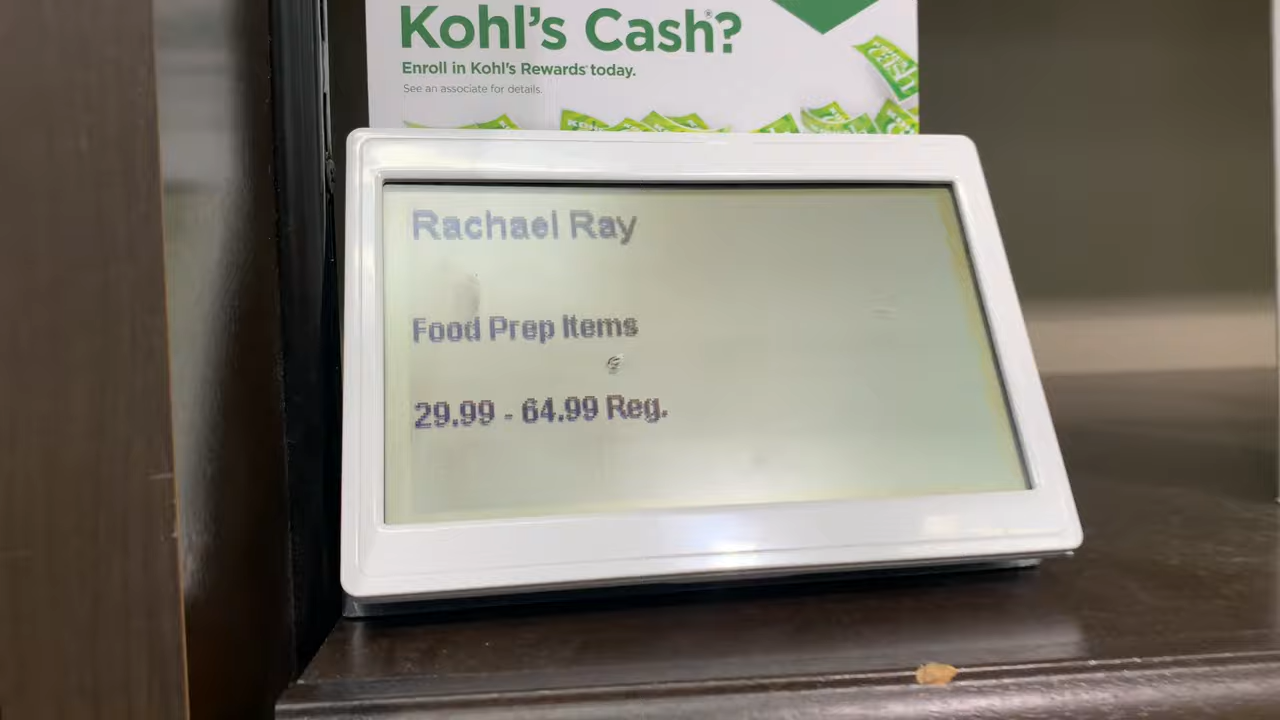 Kohl's Cash®?
Enroll in Kohl's Rewards® today.
See an associate for details.
Rachael Ray
Food Prep Items
29.99 - 64.99 Reg.